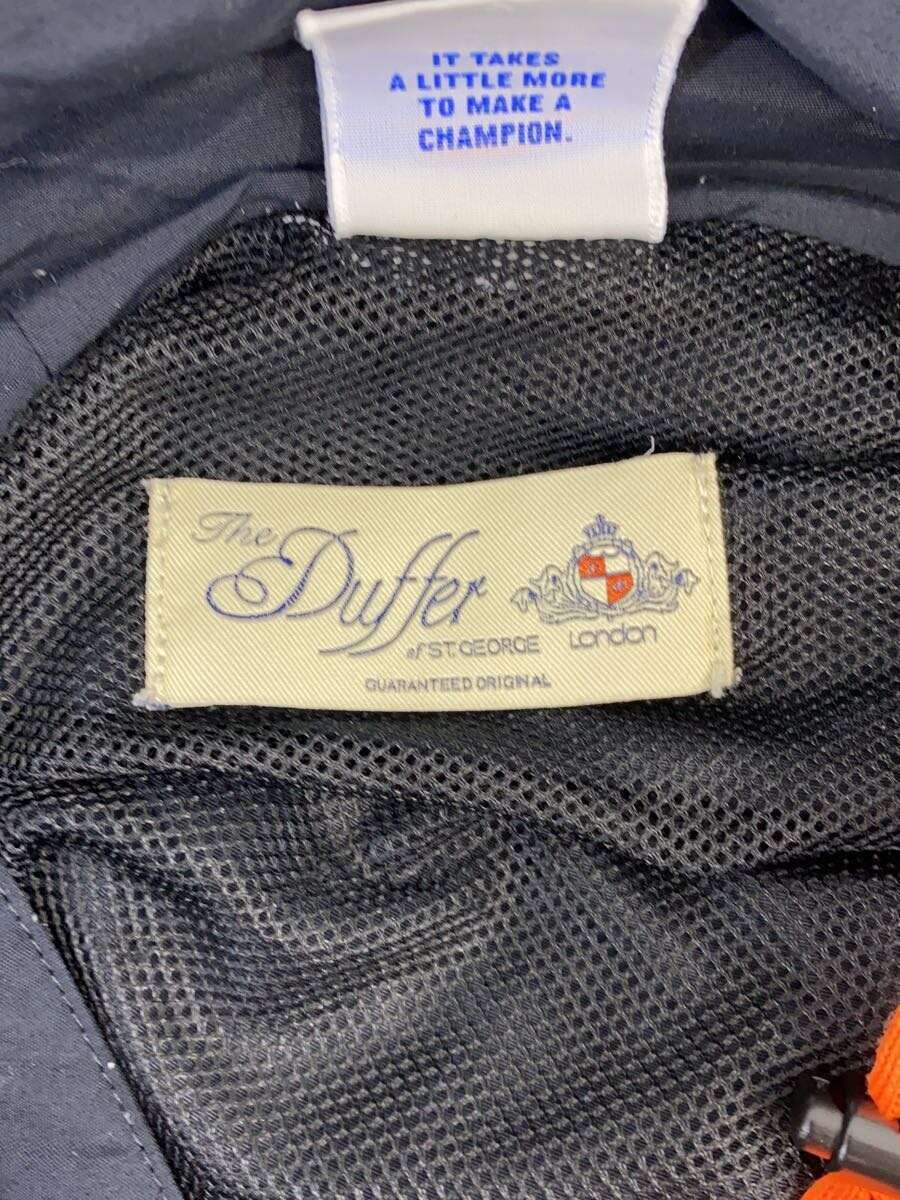 IT TAKES
A LITTLE MORE
TO MAKE A
CHAMPION.
The
Duffer
of ST. GEORGE
London
GUARANTEED ORIGINAL